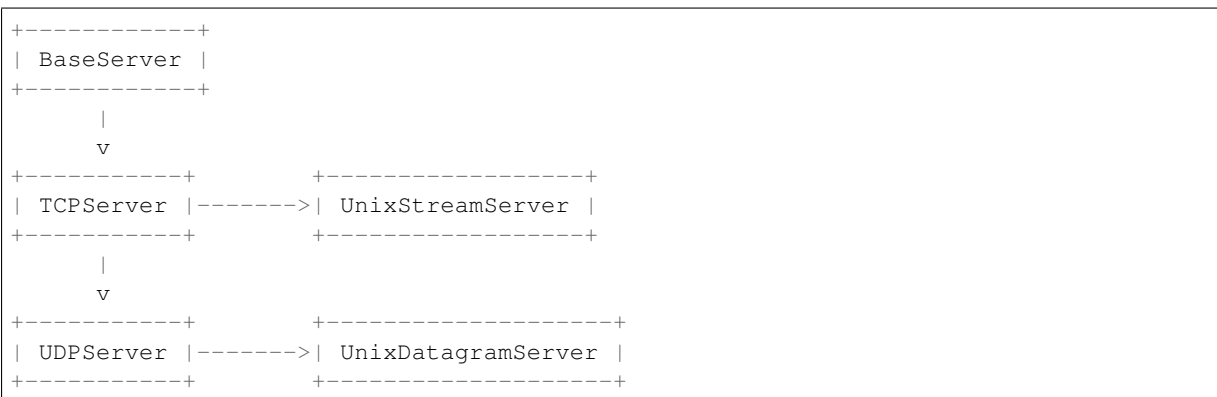 +------------+
| BaseServer |
+------------+
      |
      v
+-----------+        +------------------+
| TCPServer |------->| UnixStreamServer |
+-----------+        +------------------+
      |
      v
+-----------+        +--------------------+
| UDPServer |------->| UnixDatagramServer |
+-----------+        +--------------------+